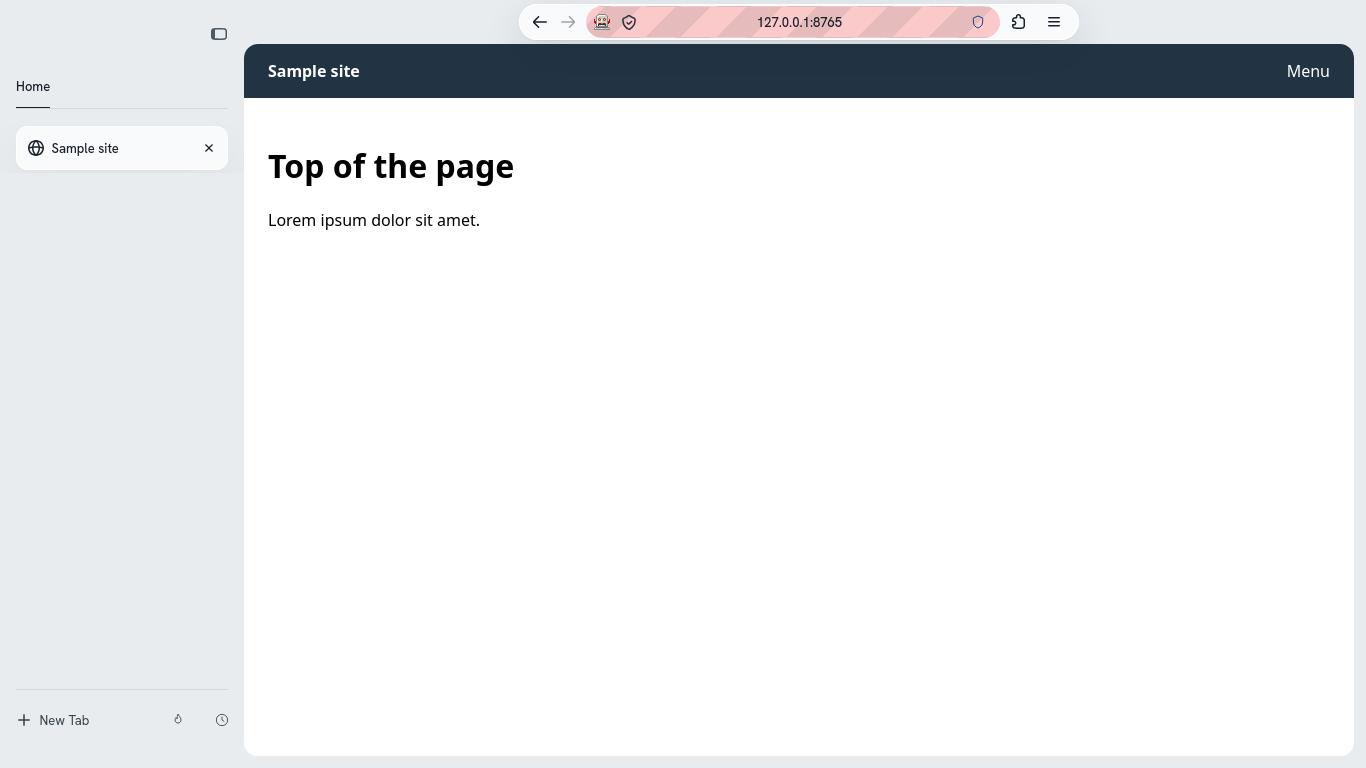 127.0.0.1:8765
Sample site
Menu
Home
Sample site
Top of the page
Lorem ipsum dolor sit amet.
New Tab